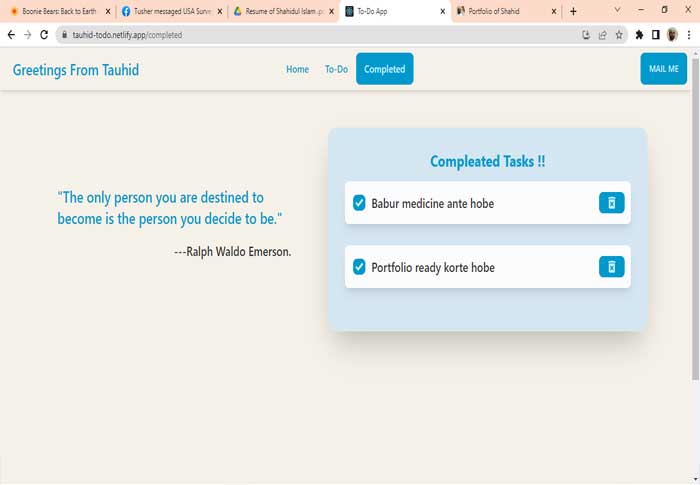 Boonie Bears: Back to Earth
Tusher messaged USA Surve
Resume of Shahidul Islam.
To-Do App
Portfolio of Shahid
tauhid-todo.netlify.app/completed
Greetings From Tauhid
Home
To-Do
Completed
MAIL ME
Compleated Tasks !!
"The only person you are destined to
become is the person you decide to be."
---Ralph Waldo Emerson.
Babur medicine ante hobe
Portfolio ready korte hobe